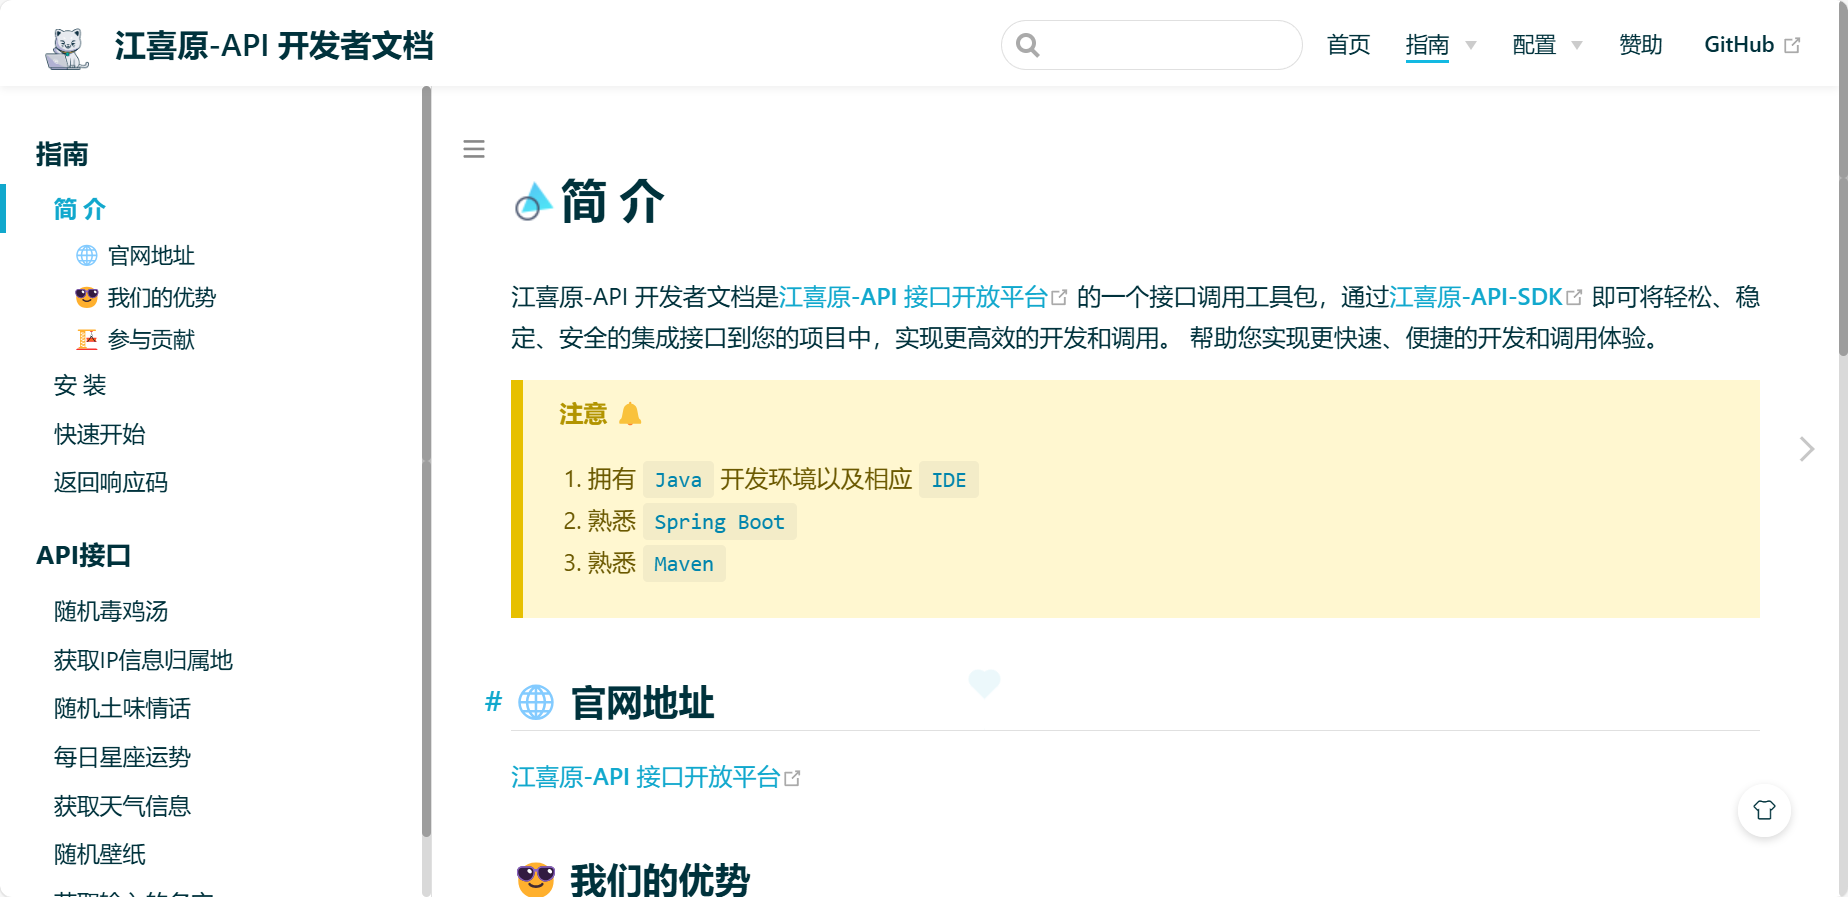 江喜原-API 开发者文档
首页 指南 配置 赞助 GitHub
指南
简 介
官网地址
我们的优势
参与贡献
安 装
快速开始
返回响应码
API接口
随机毒鸡汤
获取IP信息归属地
随机土味情话
每日星座运势
获取天气信息
随机壁纸
简 介
江喜原-API 开发者文档是江喜原-API 接口开放平台 的一个接口调用工具包，通过江喜原-API-SDK 即可将轻松、稳
定、安全的集成接口到您的项目中，实现更高效的开发和调用。 帮助您实现更快速、便捷的开发和调用体验。
注意
1. 拥有 Java 开发环境以及相应 IDE
2. 熟悉 Spring Boot
3. 熟悉 Maven
# 官网地址
江喜原-API 接口开放平台
我们的优势